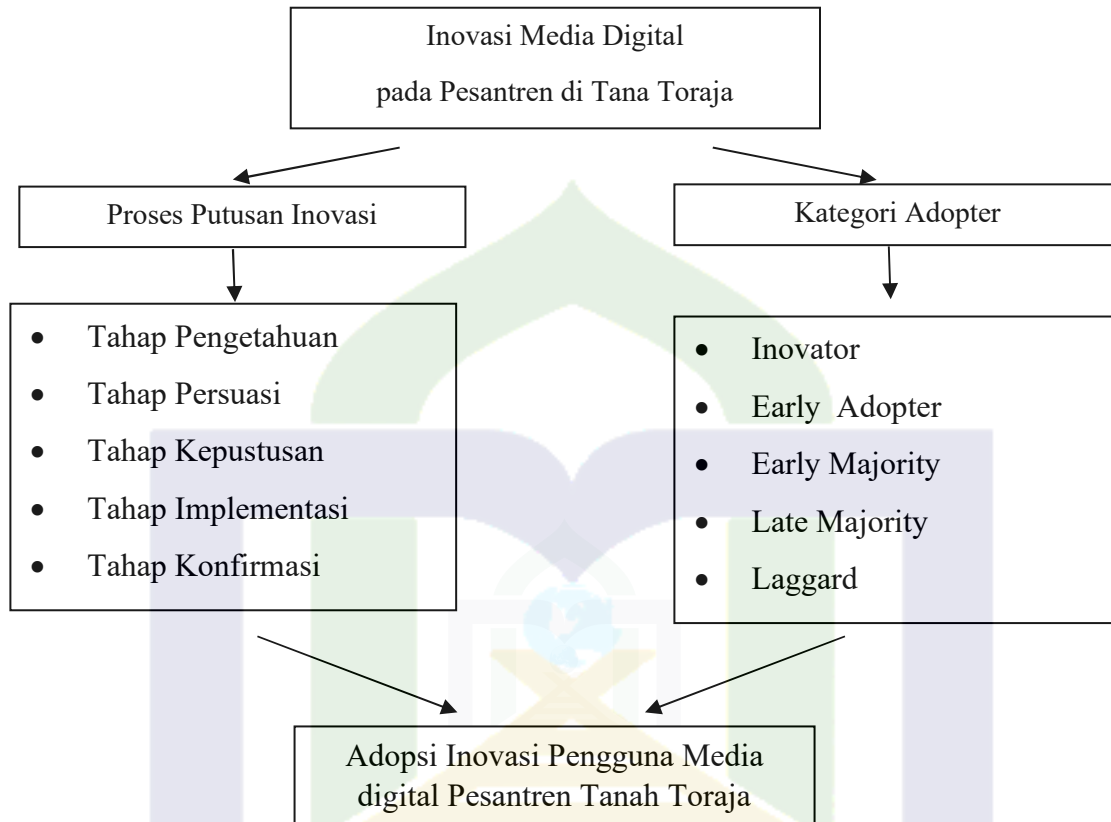 Inovasi Media Digital
pada Pesantren di Tana Toraja
Proses Putusan Inovasi
Kategori Adopter
• Tahap Pengetahuan
• Tahap Persuasi
• Tahap Kepustusan
• Tahap Implementasi
• Tahap Konfirmasi
• Inovator
• Early Adopter
• Early Majority
• Late Majority
• Laggard
Adopsi Inovasi Pengguna Media
digital Pesantren Tanah Toraja